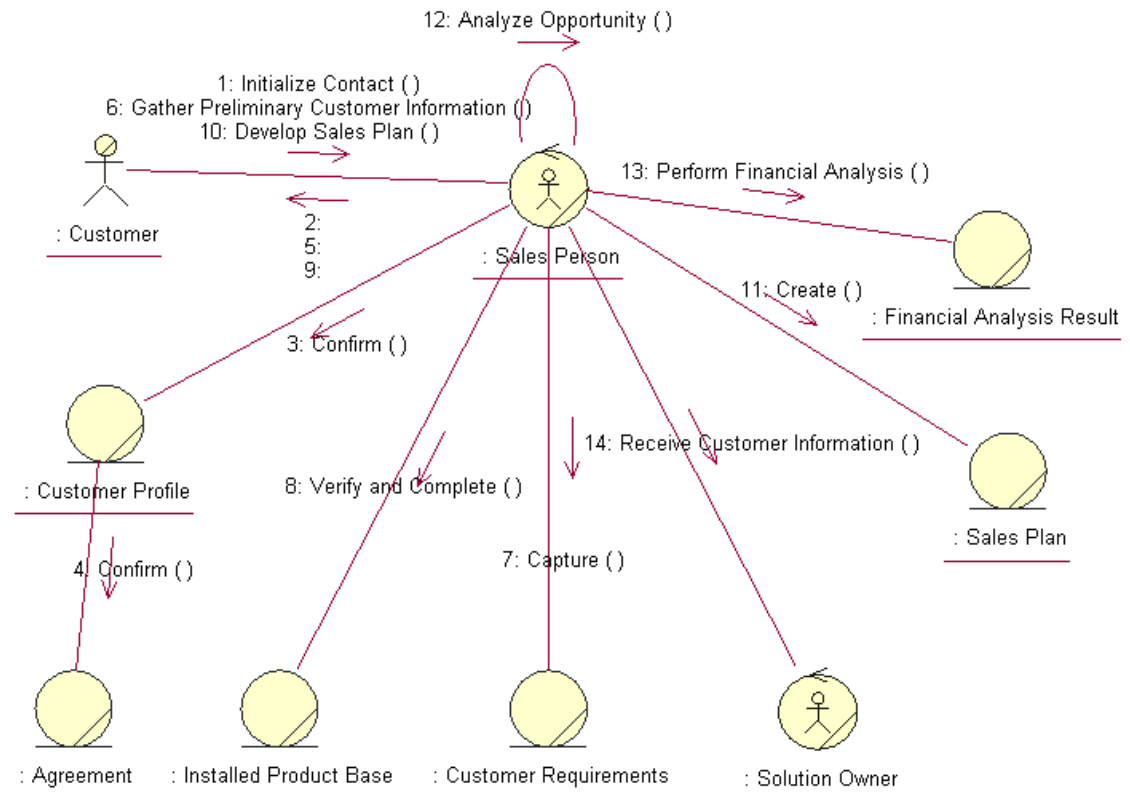 12: Analyze Opportunity ( )
1: Initialize Contact ( )
6: Gather Preliminary Customer Information ( )
10: Develop Sales Plan ( )
13: Perform Financial Analysis ( )
2:
5:
9:
: Customer
: Sales Person
11: Create ( )
: Financial Analysis Result
3: Confirm ( )
14: Receive Customer Information ( )
: Customer Profile
8: Verify and Complete ( )
: Sales Plan
4: Confirm ( )
7: Capture ( )
: Agreement
: Installed Product Base
: Customer Requirements
: Solution Owner